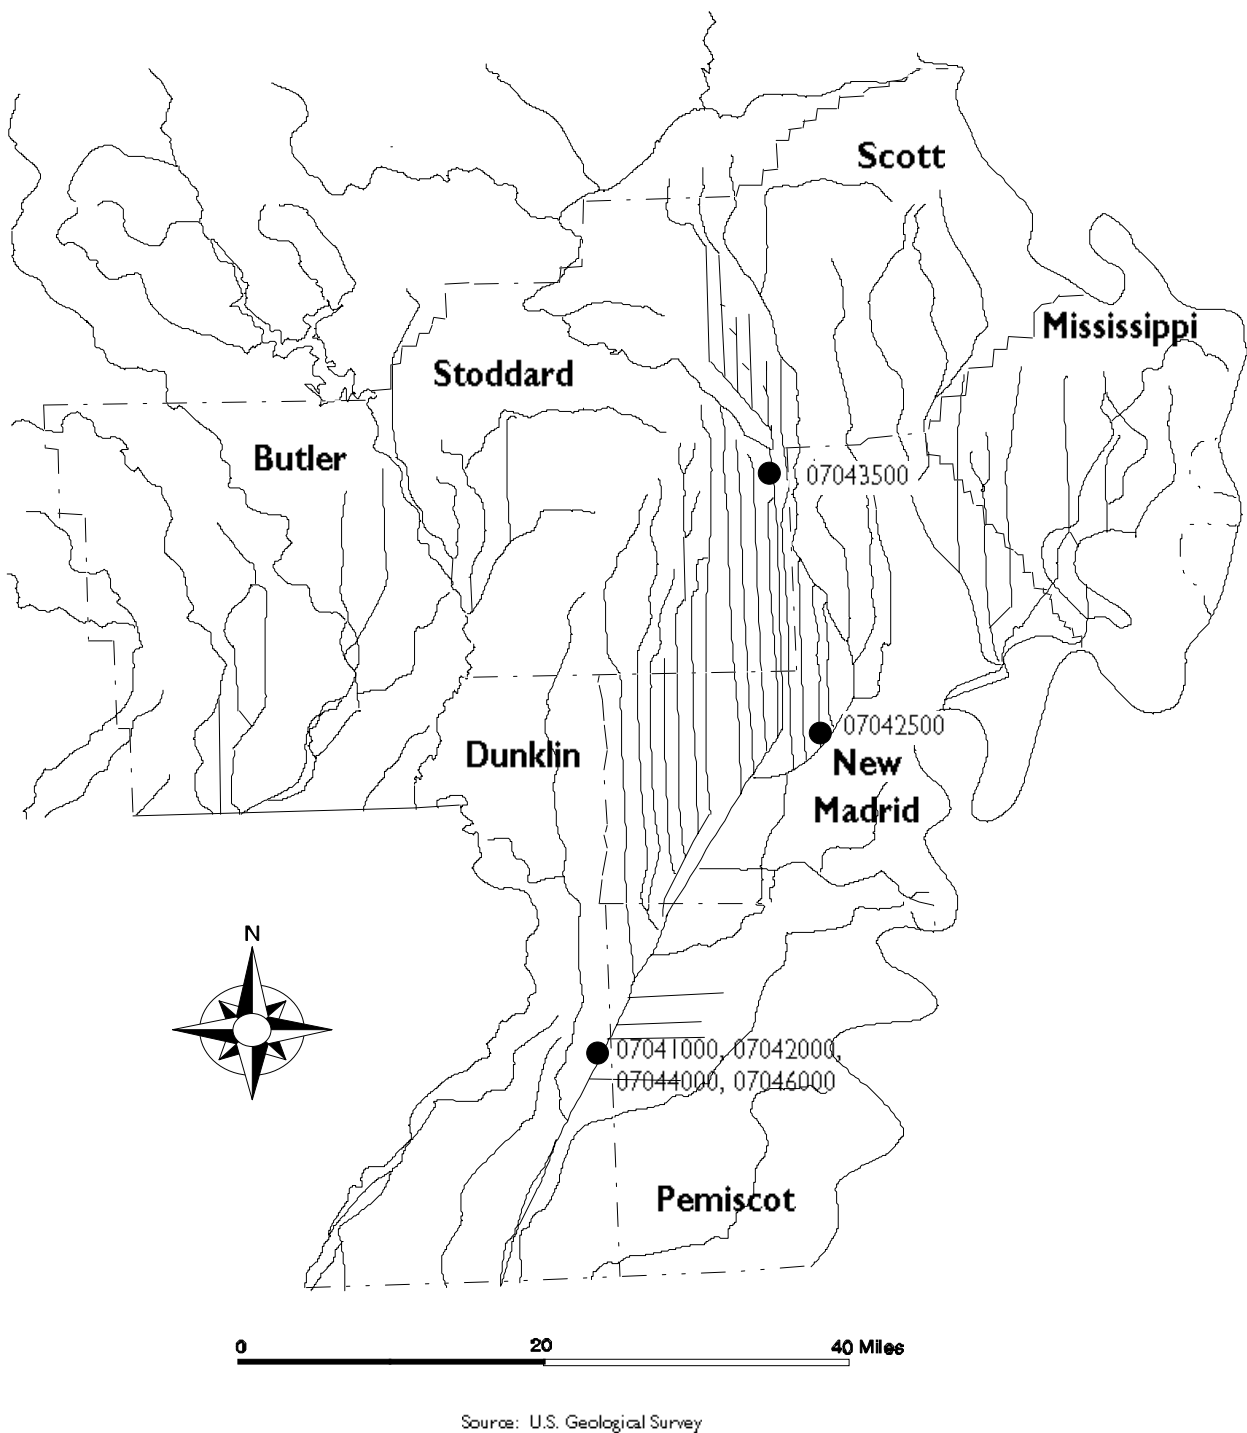 Scott
Mississippi
Stoddard
Butler
07043500
07042500
Dunklin
New
Madrid
N
07041000, 07042000,
07044000, 07046000
Pemiscot
0 20 40 Miles
Source: U.S. Geological Survey